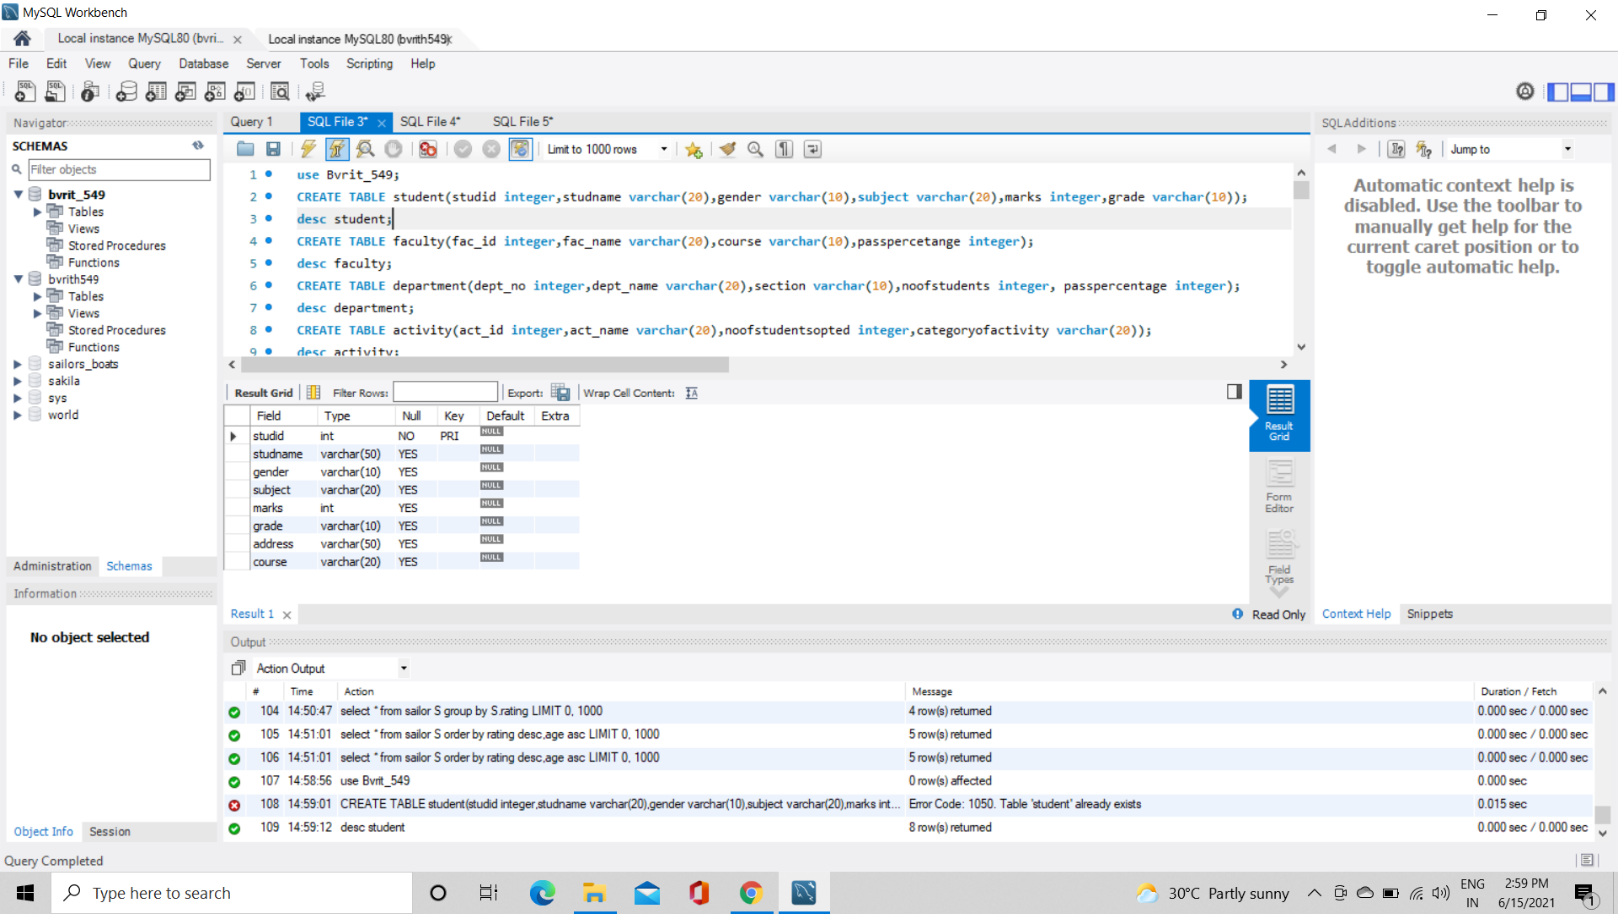 MySQL Workbench
Local instance MySQL80 (bvri...
Local instance MySQL80 (bvrith549)
File Edit View Query Database Server Tools Scripting Help
Navigator
SCHEMAS
Filter objects
bvrit_549
Tables
Views
Stored Procedures
Functions
bvrith549
Tables
Views
Stored Procedures
Functions
sailors_boats
sakila
sys
world
Administration Schemas
Information
No object selected
Object Info Session
Query 1 SQL File 3* SQL File 4* SQL File 5*
Limit to 1000 rows
1 use Bvrit_549;
2 CREATE TABLE student(studid integer,studname varchar(20),gender varchar(10),subject varchar(20),marks integer,grade varchar(10));
3 desc student;
4 CREATE TABLE faculty(fac_id integer,fac_name varchar(20),course varchar(10),passpercetange integer);
5 desc faculty;
6 CREATE TABLE department(dept_no integer,dept_name varchar(20),section varchar(10),noofstudents integer, passpercentage integer);
7 desc department;
8 CREATE TABLE activity(act_id integer,act_name varchar(20),noofstudentsopted integer,categoryofactivity varchar(20));
9 desc activity;
Result Grid Filter Rows: Export: Wrap Cell Content:
Field Type Null Key Default Extra
studid int NO PRI NULL
studname varchar(50) YES NULL
gender varchar(10) YES NULL
subject varchar(20) YES NULL
marks int YES NULL
grade varchar(10) YES NULL
address varchar(50) YES NULL
course varchar(20) YES NULL
Result Grid
Form Editor
Field Types
Result 1
Read Only
SQLAdditions
Jump to
Automatic context help is
disabled. Use the toolbar to
manually get help for the
current caret position or to
toggle automatic help.
Context Help Snippets
Output
Action Output
# Time Action Message Duration / Fetch
104 14:50:47 select * from sailor S group by S.rating LIMIT 0, 1000 4 row(s) returned 0.000 sec / 0.000 sec
105 14:51:01 select * from sailor S order by rating desc,age asc LIMIT 0, 1000 5 row(s) returned 0.000 sec / 0.000 sec
106 14:51:01 select * from sailor S order by rating desc,age asc LIMIT 0, 1000 5 row(s) returned 0.000 sec / 0.000 sec
107 14:58:56 use Bvrit_549 0 row(s) affected 0.000 sec
108 14:59:01 CREATE TABLE student(studid integer,studname varchar(20),gender varchar(10),subject varchar(20),marks int... Error Code: 1050. Table 'student' already exists 0.015 sec
109 14:59:12 desc student 8 row(s) returned 0.000 sec / 0.000 sec
Query Completed
Type here to search
30°C Partly sunny
ENG
IN
2:59 PM
6/15/2021
1